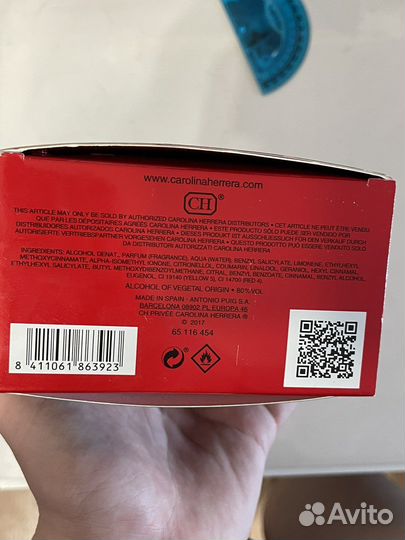 www.carolinaherrera.com
CH
THIS ARTICLE MAY ONLY BE SOLD BY AUTHORIZED CAROLINA HERRERA DISTRIBUTORS • CET ARTICLE NE PEUT ÊTRE VENDU
QUE PAR LES DÉPOSITAIRES AGRÉÉS CAROLINA HERRERA • ESTE PRODUCTO SÓLO PUEDE SER VENDIDO POR
DISTRIBUIDORES AUTORIZADOS CAROLINA HERRERA • DIESES PRODUKT IST AUSSCHLIESSLICH FÜR DEN VERKAUF DURCH
AUTORISIERTE VERTRIEBSPARTNER VORGESEHEN CAROLINA HERRERA • QUESTO PRODOTTO PUÒ ESSERE VENDUTO SOLO
DA DISTRIBUTORI AUTORIZZATI CAROLINA HERRERA
INGREDIENTS: ALCOHOL DENAT., PARFUM (FRAGRANCE), AQUA (WATER), BENZYL SALICYLATE, LIMONENE, ETHYLHEXYL
METHOXYCINNAMATE, ALPHA-ISOMETHYL IONONE, CITRONELLOL, COUMARIN, LINALOOL, GERANIOL, HEXYL CINNAMAL,
ETHYLHEXYL SALICYLATE, BUTYL METHOXYDIBENZOYLMETHANE, CITRAL, BENZYL BENZOATE, CINNAMAL, BENZYL ALCOHOL,
EUGENOL, CI 19140 (YELLOW 5), CI 14700 (RED 4).
ALCOHOL OF VEGETAL ORIGIN • 80% VOL.
MADE IN SPAIN - ANTONIO PUIG S.A.
BARCELONA 08902 PL EUROPA 46
CH PRIVÉE CAROLINA HERRERA ®
© 2017
65 116 454
8 411061 863923
Avito